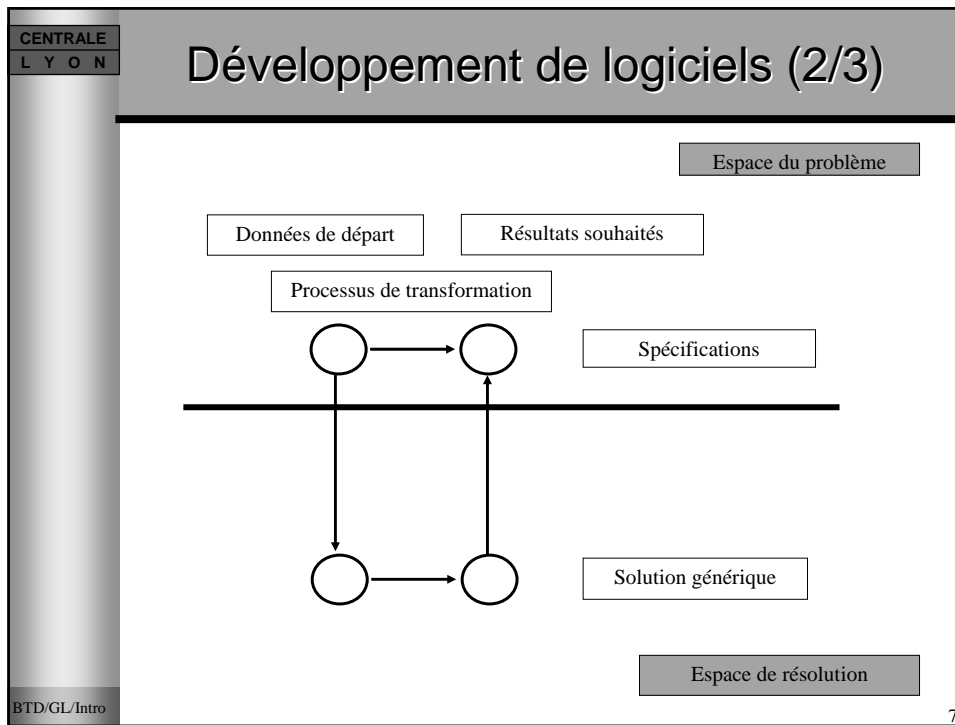 CENTRALE
L Y O N
Développement de logiciels (2/3)
Espace du problème
Données de départ
Résultats souhaités
Processus de transformation
Spécifications
Solution générique
Espace de résolution
BTD/GL/Intro
7